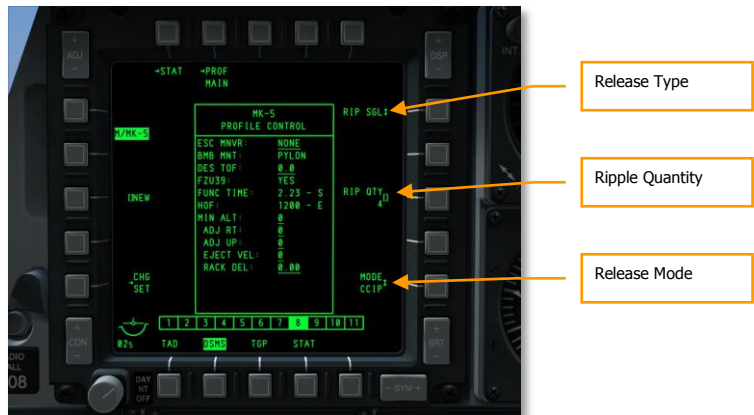 ADJ
DSP
INT
→STAT
→PROF
MAIN
MK-5
PROFILE CONTROL
RIP SGL↕
M/MK-5
ESC MNVR: NONE
BMB MNT: PYLON
DES TOF: 0.0
FZU39: YES
FUNC TIME: 2.23 - S
HOF: 1200 - E
MIN ALT: 0
ADJ RT: 0
ADJ UP: 0
EJECT VEL: 0
RACK DEL: 0.00
[]NEW
RIP QTY
[]
4
→CHG
SET
MODE
CCIP↕
1 2 3 4 5 6 7 8 9 10 11
02s
TAD DSMS TGP STAT
CON
BRT
DAY
NT
OFF
- SYM +
08
Release Type
Ripple Quantity
Release Mode